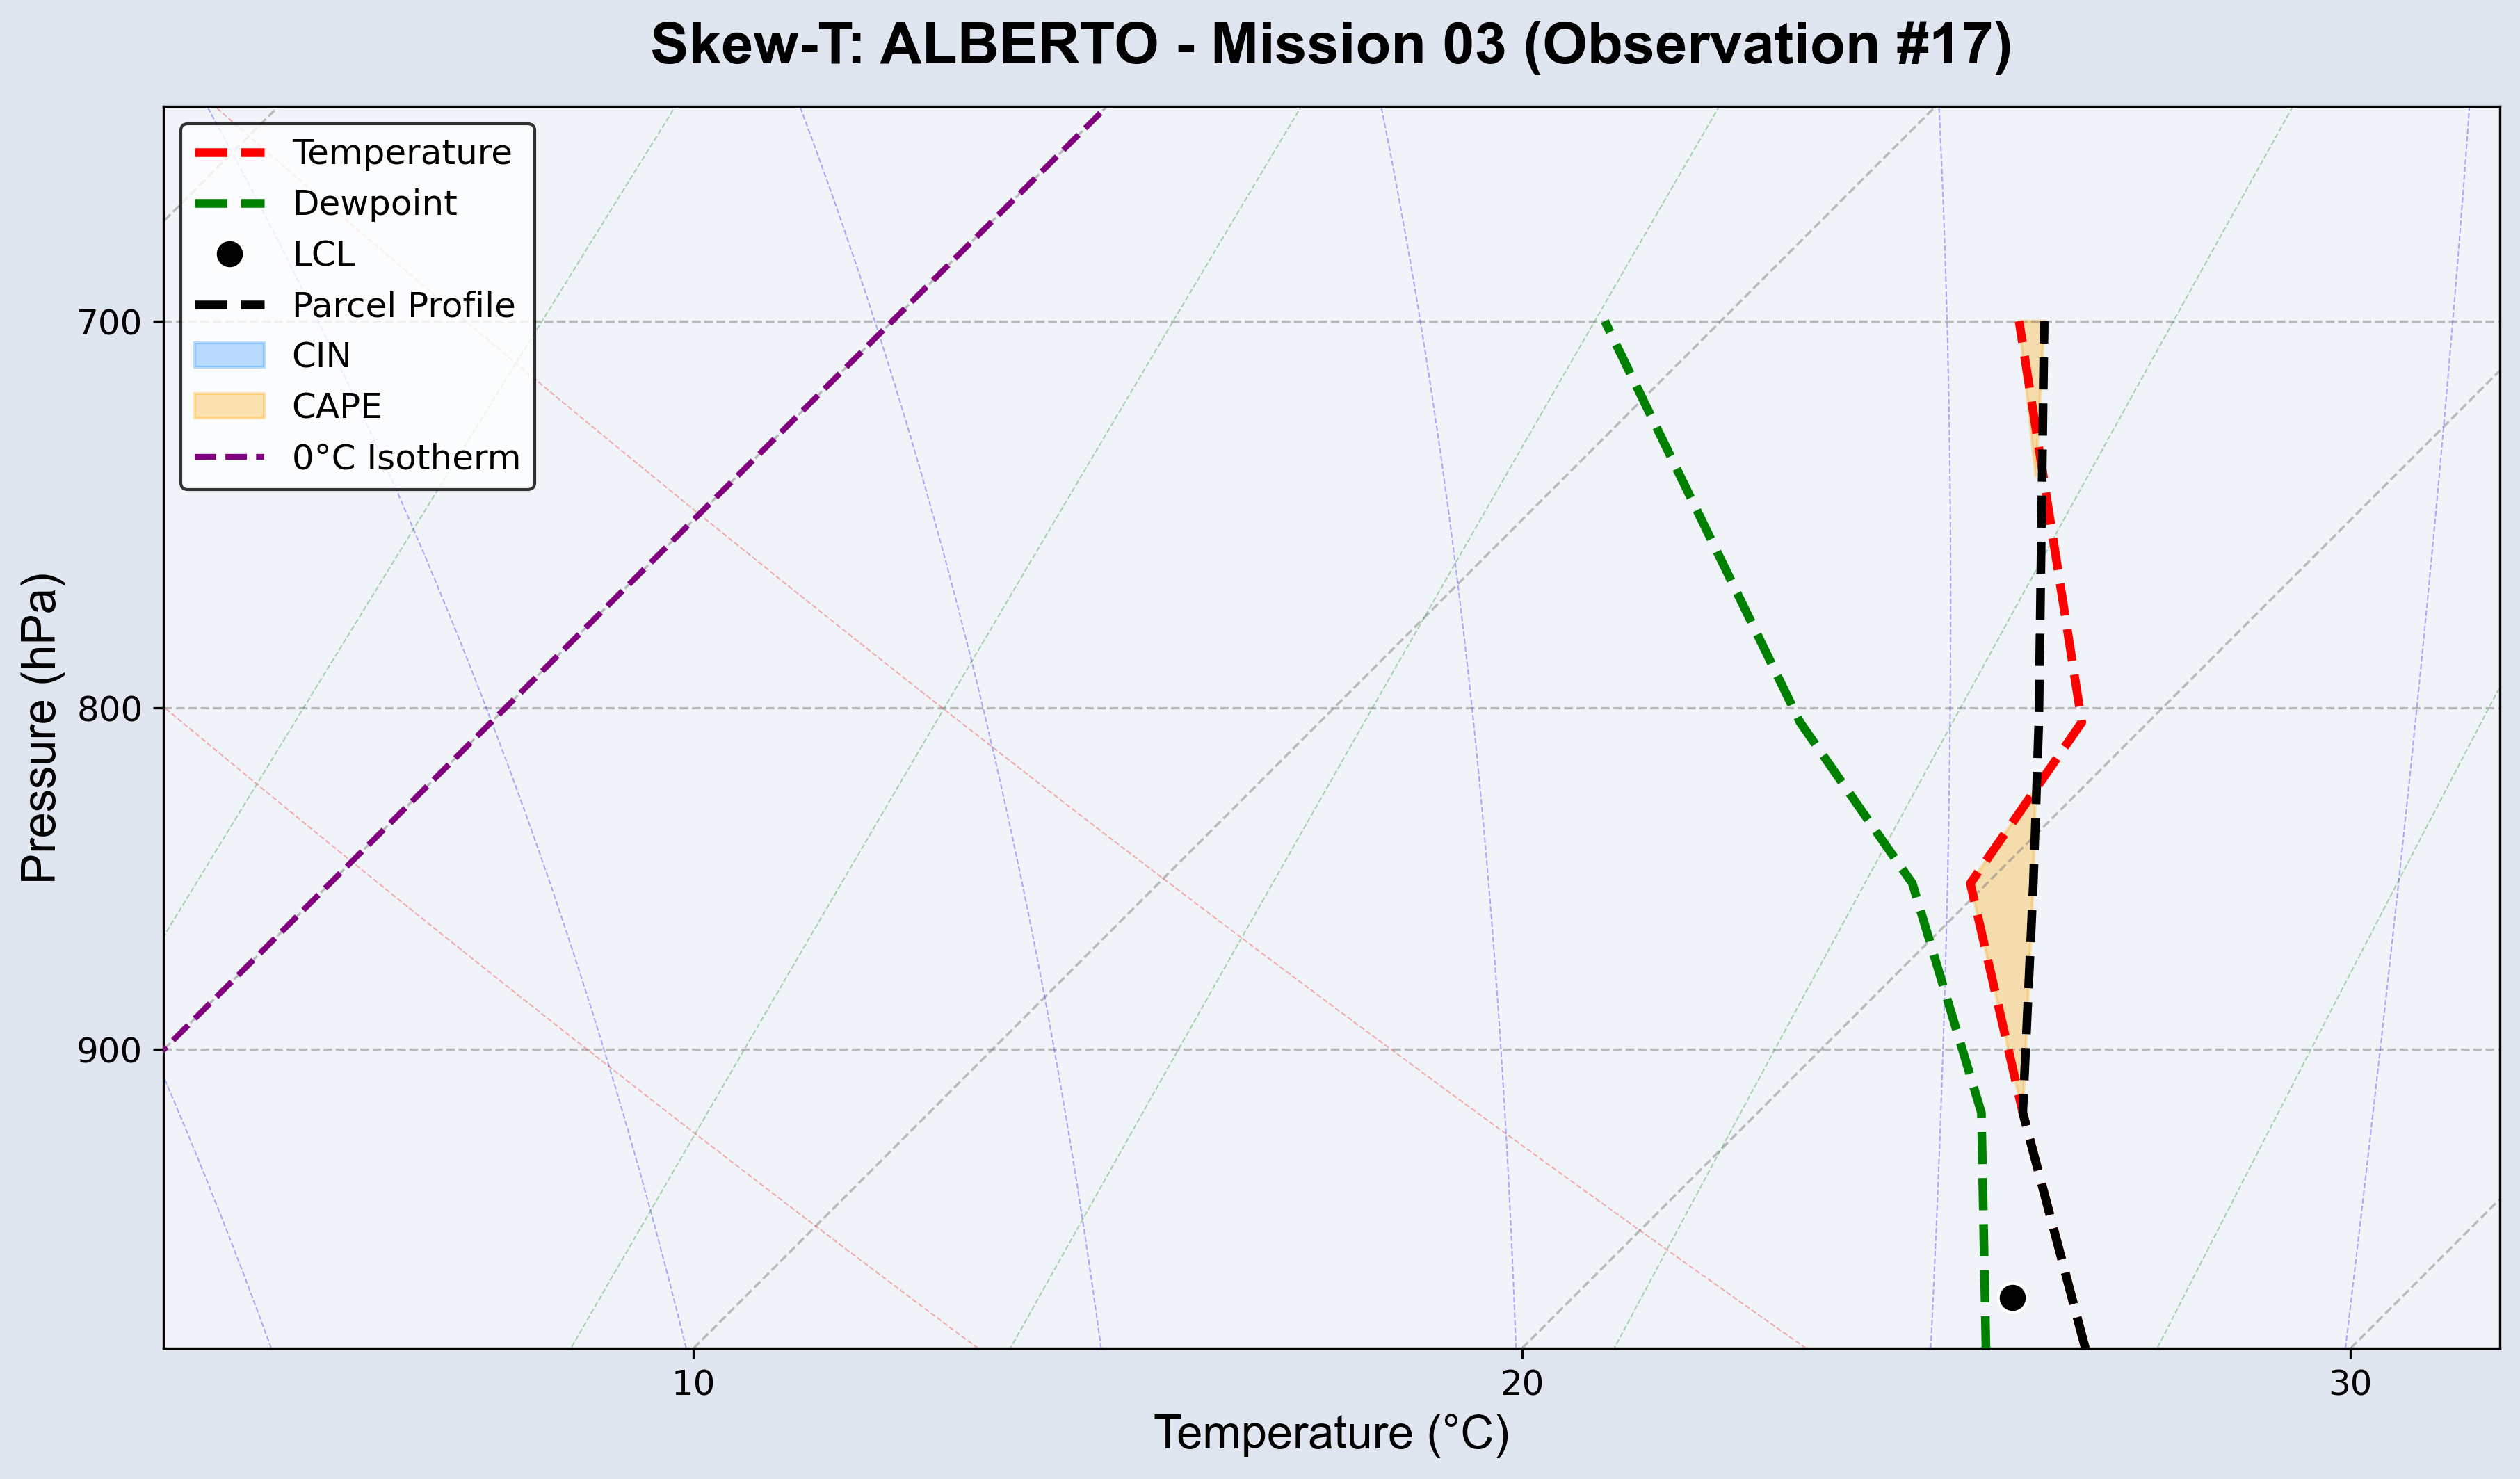 Skew-T: ALBERTO - Mission 03 (Observation #17)
Temperature
Dewpoint
LCL
Parcel Profile
CIN
CAPE
0°C Isotherm
700
800
900
Pressure (hPa)
10
20
30
Temperature (°C)